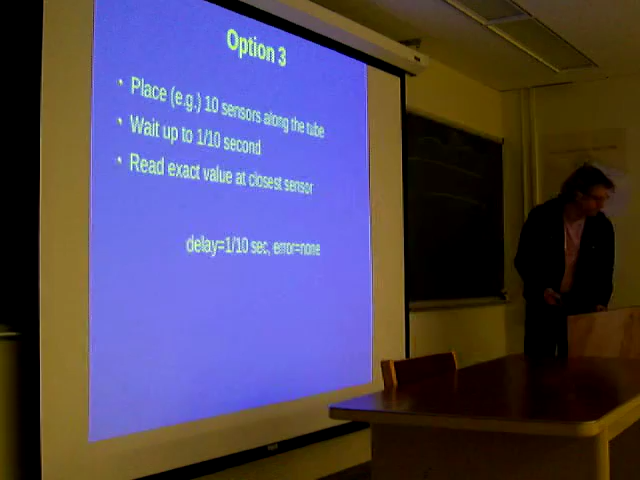 Option 3
• Place (e.g.) 10 sensors along the tube
• Wait up to 1/10 second
• Read exact value at closest sensor
delay=1/10 sec, error=none